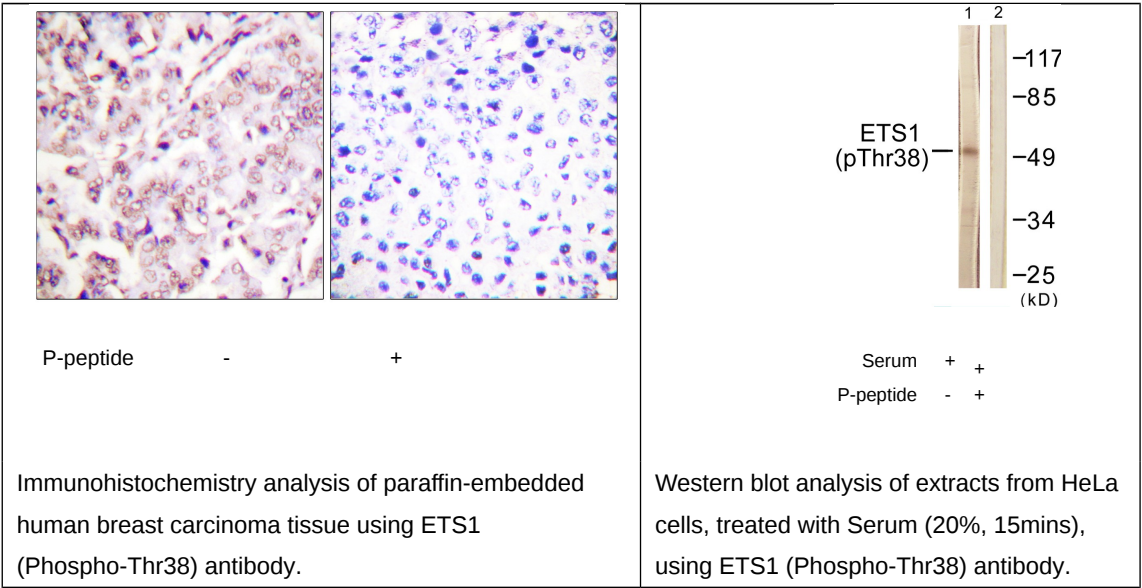 P-peptide - +
Immunohistochemistry analysis of paraffin-embedded
human breast carcinoma tissue using ETS1
(Phospho-Thr38) antibody.
1 2
-117
-85
ETS1
(pThr38)
-49
-34
-25
(kD)
Serum + +
P-peptide - +
Western blot analysis of extracts from HeLa
cells, treated with Serum (20%, 15mins),
using ETS1 (Phospho-Thr38) antibody.